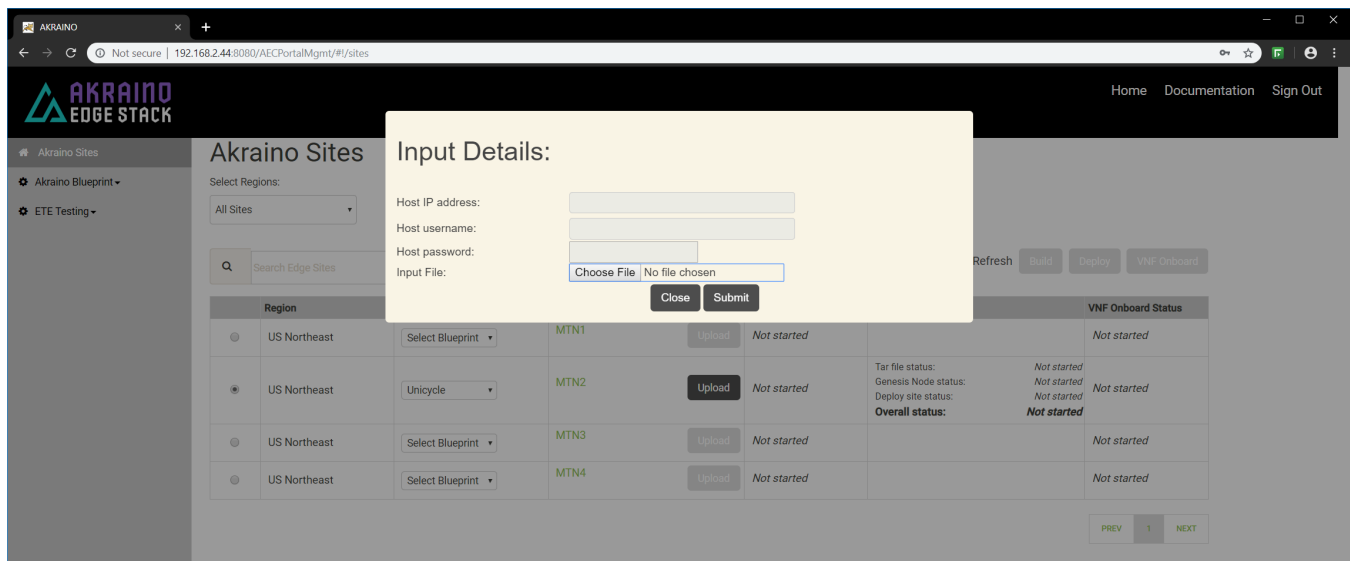 AKRAINO
Not secure | 192.168.2.44:8080/AECPortalMgmt/#!/sites
AKRAINO
EDGE STACK
Home Documentation Sign Out
Akraino Sites
Akraino Blueprint
ETE Testing
Akraino Sites
Select Regions:
All Sites
Search Edge Sites
Input Details:
Host IP address:
Host username:
Host password:
Input File: Choose File No file chosen
Close Submit
Refresh Build Deploy VNF Onboard
Region VNF Onboard Status
US Northeast Select Blueprint MTN1 Upload Not started Not started
US Northeast Unicycle MTN2 Upload Not started
Tar file status: Not started
Genesis Node status: Not started
Deploy site status: Not started
Overall status: Not started
Not started
US Northeast Select Blueprint MTN3 Upload Not started Not started
US Northeast Select Blueprint MTN4 Upload Not started Not started
PREV 1 NEXT